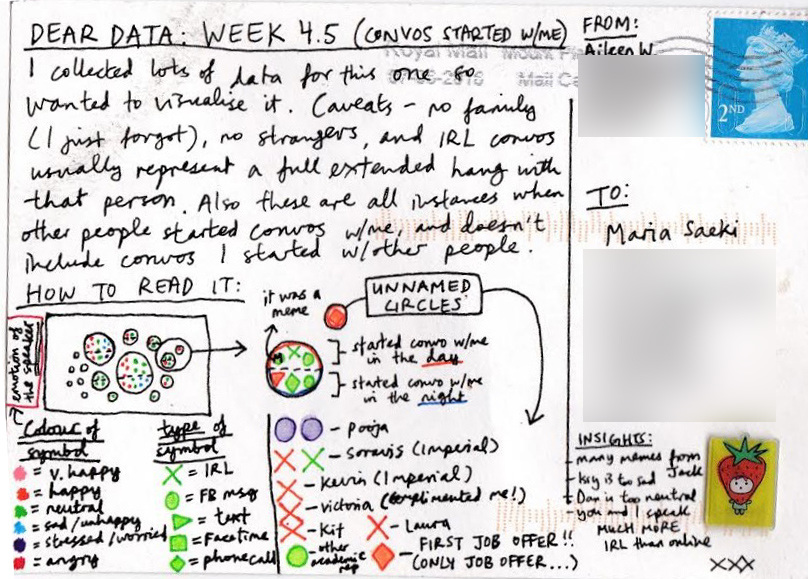 DEAR DATA: WEEK 4.5 (CONVOS STARTED W/ME)
I collected lots of data for this one so
wanted to visualise it. Caveats - no family
(I just forgot), no strangers, and IRL convos
usually represent a full extended hang with
that person. Also these are all instances when
other people started convos w/me, and doesn't
include convos I started w/other people.
FROM:
Aileen W
2ND
Royal Mail
Mail
TO:
Maria Saeki
HOW TO READ IT:
emotion of
the speaker
it was a
meme
UNNAMED
CIRCLES
M
started convo w/me
in the day
started convo w/me
in the night
Colour of
symbol
= v. happy
= happy
= neutral
= sad/unhappy
= stressed/worried
= angry
type of
symbol
= IRL
= FB msg
= text
= Facetime
= phonecall
- Pooja
- Soravis (Imperial)
- Kevin (Imperial)
- Victoria (complimented me!)
- Kit
- Laura
- other
academic
rep
- FIRST JOB OFFER!!
(ONLY JOB OFFER...)
INSIGHTS:
- many memes from
Jack
- Kay is too sad
- Dan is too neutral
- you and I speak
MUCH MORE
IRL than online
XXX